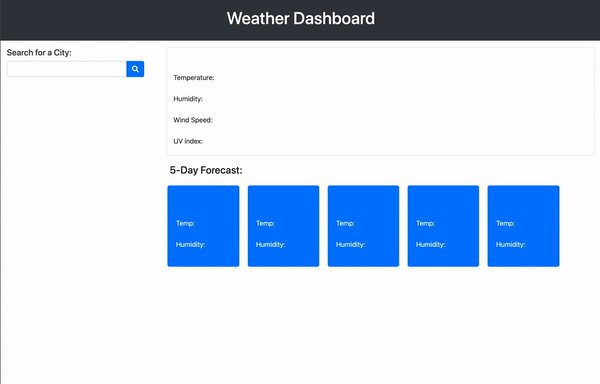 Weather Dashboard
Search for a City:
Temperature:
Humidity:
Wind Speed:
UV index:
5-Day Forecast:
Temp:
Humidity:
Temp:
Humidity:
Temp:
Humidity:
Temp:
Humidity:
Temp:
Humidity: